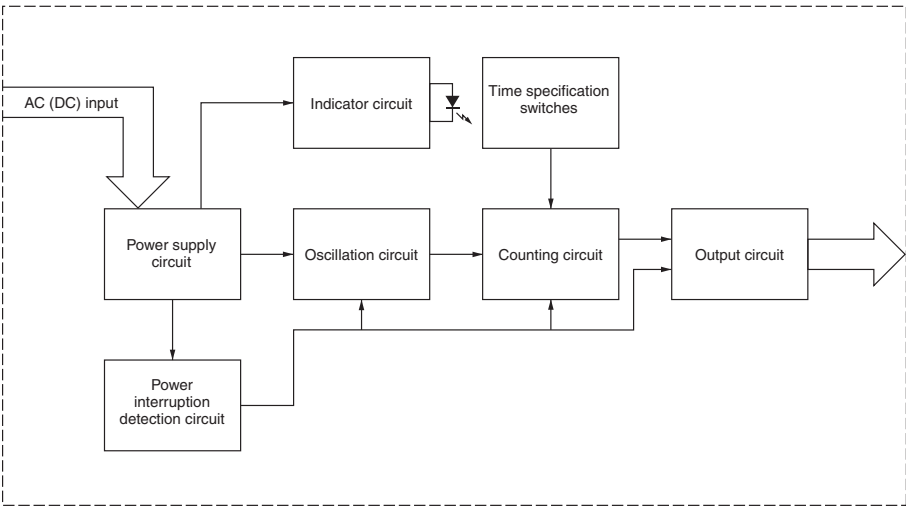 AC (DC) input
Indicator circuit
Time specification
switches
Power supply
circuit
Oscillation circuit
Counting circuit
Output circuit
Power
interruption
detection circuit